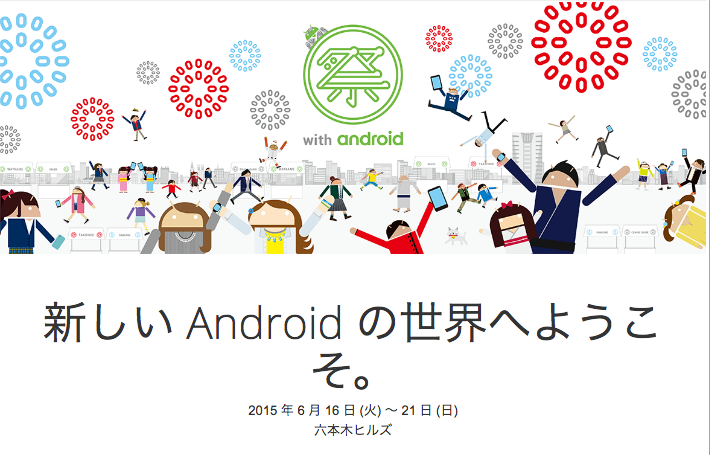 祭
with android
新しい Android の世界へようこ
そ。
2015 年 6 月 16 日 (火) 〜 21 日 (日)
六本木ヒルズ